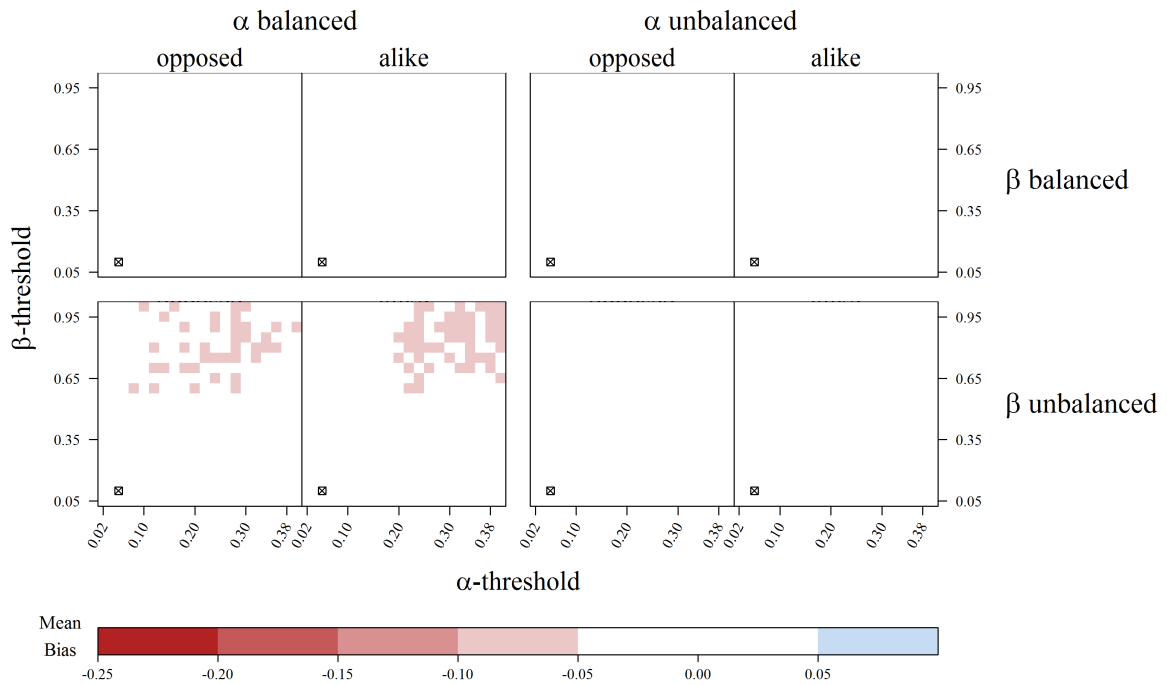 α balanced α unbalanced
opposed alike opposed alike
0.95 0.95
0.65 0.65
β balanced
0.35 0.35
0.05 0.05
β-threshold
0.95 0.95
0.65 0.65
β unbalanced
0.35 0.35
0.05 0.05
0.02 0.10 0.20 0.30 0.38 0.02 0.10 0.20 0.30 0.38 0.02 0.10 0.20 0.30 0.38 0.02 0.10 0.20 0.30 0.38
α-threshold
Mean
Bias
-0.25 -0.20 -0.15 -0.10 -0.05 0.00 0.05